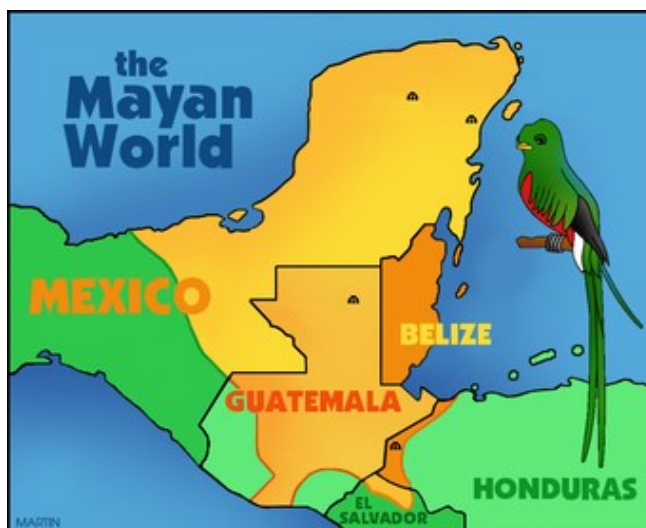 the
Mayan
World
MEXICO
BELIZE
GUATEMALA
HONDURAS
EL
SALVADOR
MARTIN